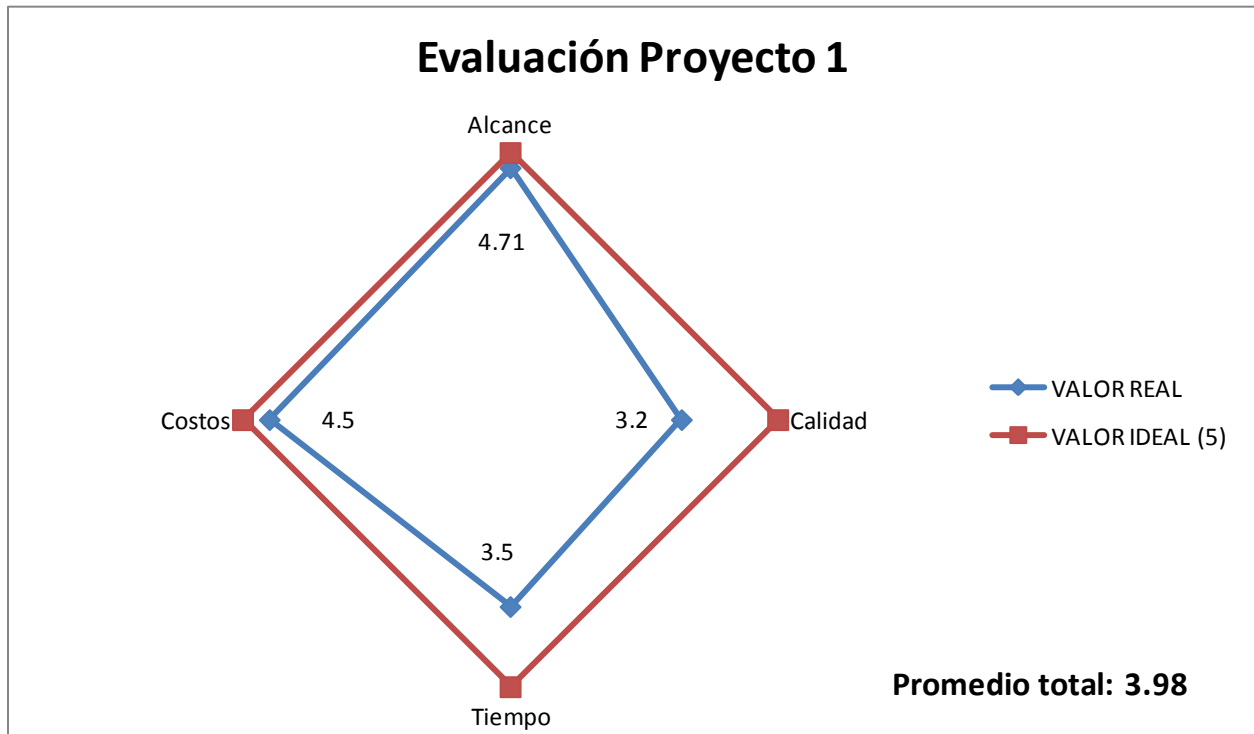 Evaluación Proyecto 1
Alcance
4.71
Costos
4.5
3.2
Calidad
VALOR REAL
VALOR IDEAL (5)
3.5
Tiempo
Promedio total: 3.98